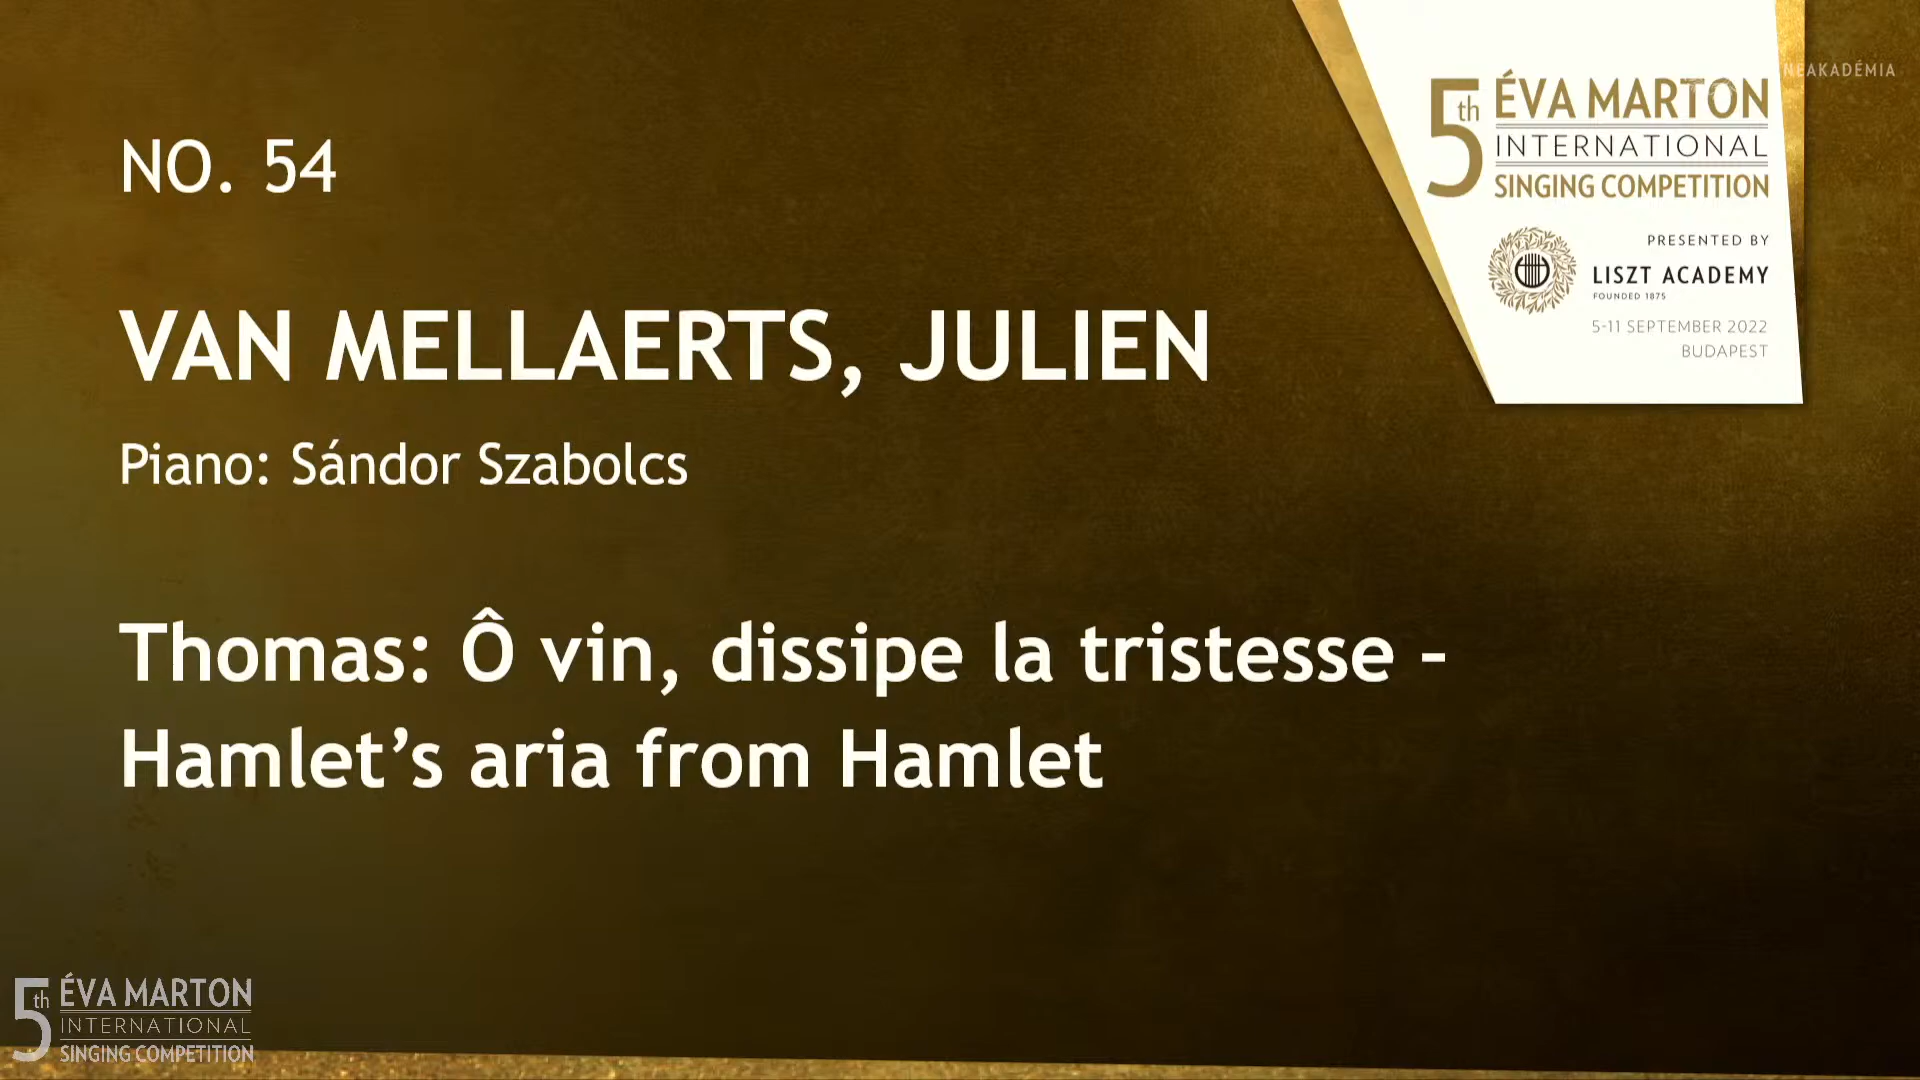 NO. 54
VAN MELLAERTS, JULIEN
Piano: Sándor Szabolcs
Thomas: Ô vin, dissipe la tristesse –
Hamlet’s aria from Hamlet
5th ÉVA MARTON
INTERNATIONAL
SINGING COMPETITION
PRESENTED BY
LISZT ACADEMY
FOUNDED 1875
5-11 SEPTEMBER 2022
BUDAPEST
5th ÉVA MARTON
INTERNATIONAL
SINGING COMPETITION